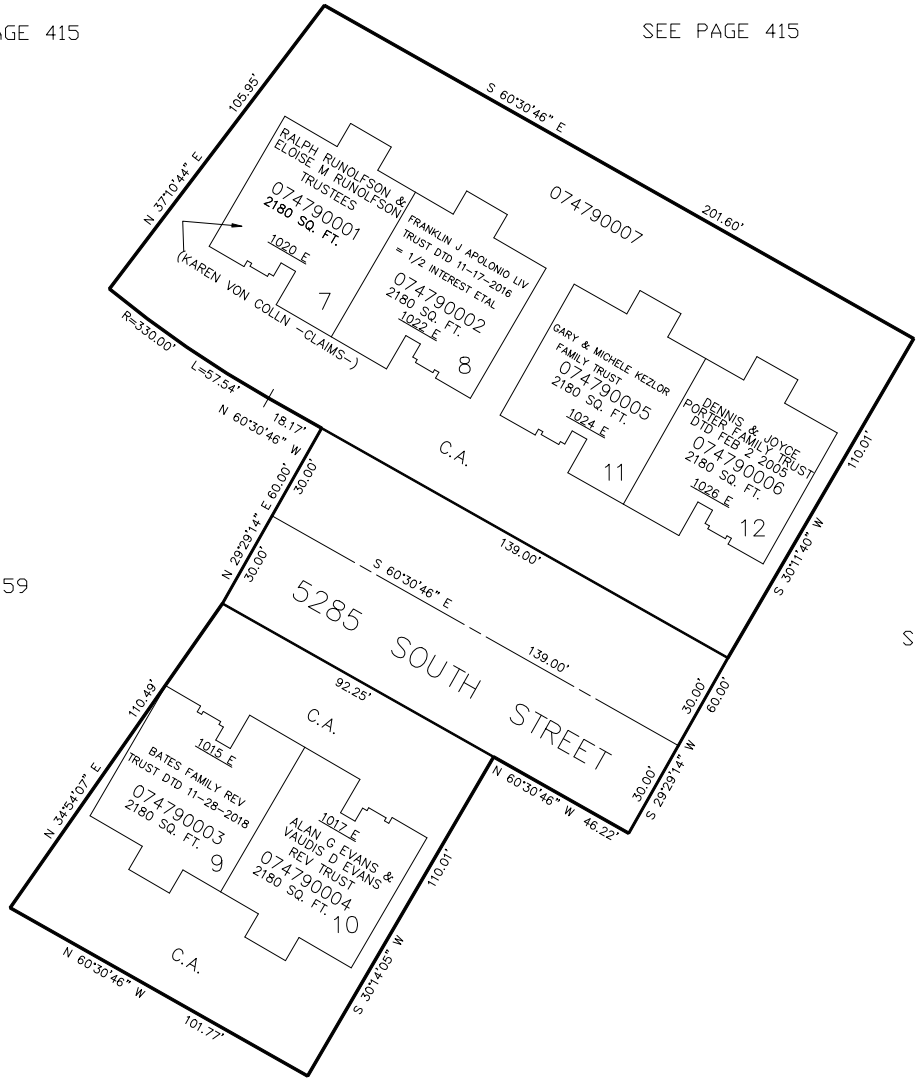 AGE 415
SEE PAGE 415
105.95'
N 37°10'44" E
S 60°30'46" E
201.60'
074790007
RALPH RUNOLFSON &
ELOISE M RUNOLFSON
TRUSTEES
074790001
2180 SQ. FT.
1020 E
7
(KAREN VON COLLN -CLAIMS-)
FRANKLIN J APOLONIO LIV
TRUST DTD 11-17-2016
= 1/2 INTEREST ETAL
074790002
2180 SQ. FT.
1022 E
8
GARY & MICHELE KEZLOR
FAMILY TRUST
074790005
2180 SQ. FT.
1024 E
11
DENNIS & JOYCE
PORTER FAMILY TRUST
DTD FEB 2 2005
074790006
2180 SQ. FT.
1026 E
12
110.01'
S 30°11'40" W
R=330.00'
L=57.54'
18.17'
N 60°30'46" W
C.A.
139.00'
N 29°29'14" E 60.00'
30.00'
30.00'
S 60°30'46" E
139.00'
5285 SOUTH STREET
30.00'
60.00'
30.00'
S 29°29'14" W
59
S
92.25'
N 60°30'46" W 46.22'
110.49'
N 34°54'07" E
C.A.
1015 E
BATES FAMILY REV
TRUST DTD 11-28-2018
074790003
2180 SQ. FT.
9
1017 E
ALAN G EVANS &
VAUDIS D EVANS
REV TRUST
074790004
2180 SQ. FT.
10
110.01'
S 30°14'05" W
C.A.
N 60°30'46" W
101.77'